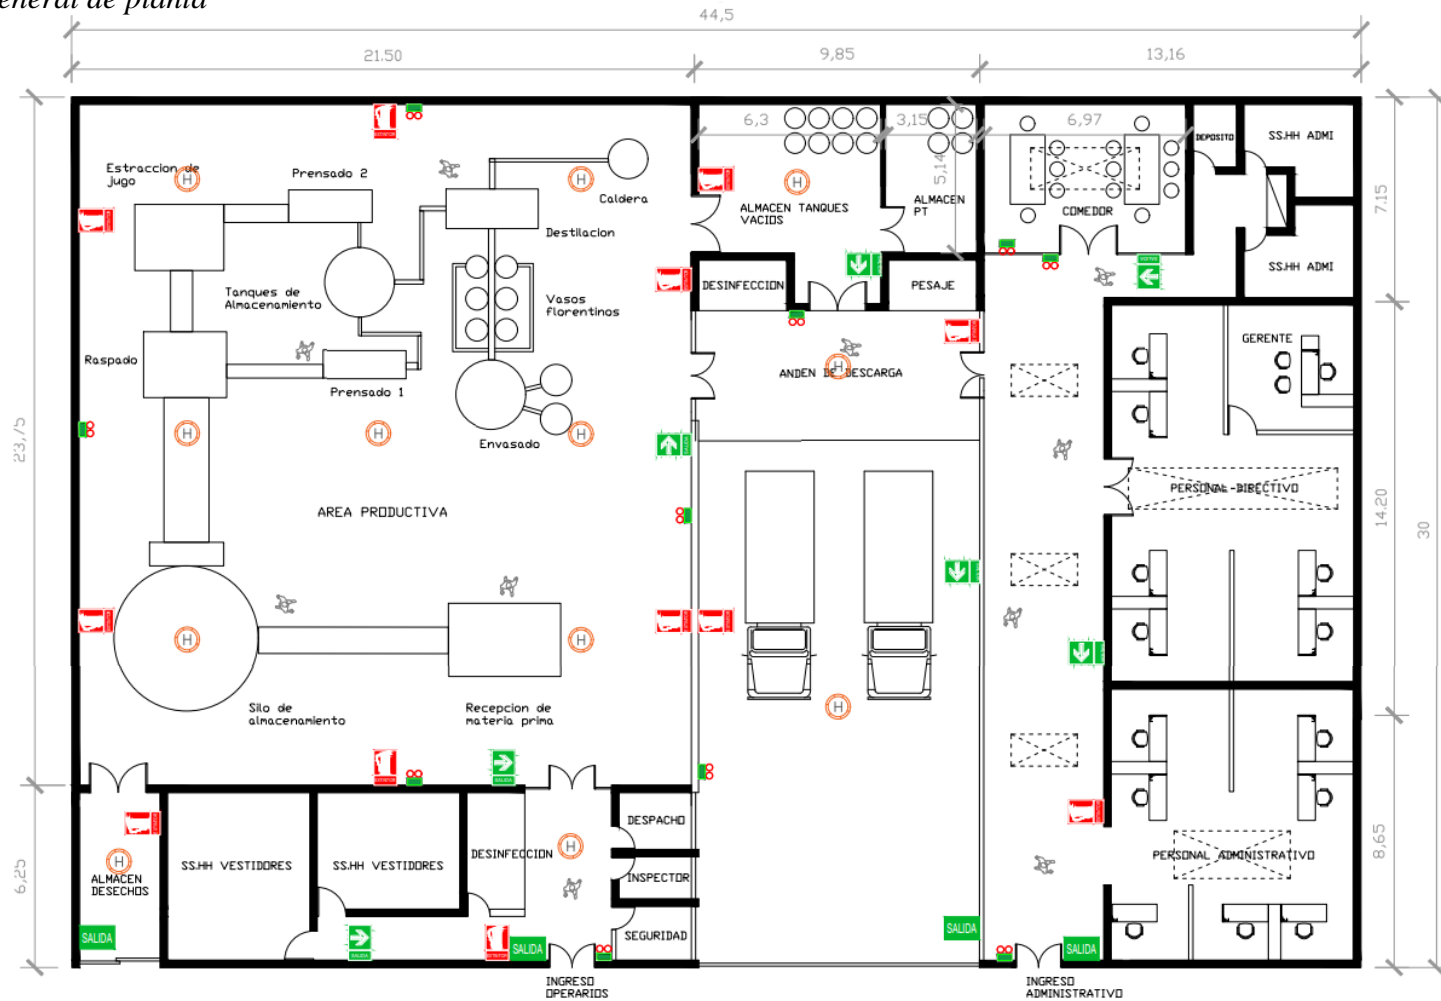 eneral de planta
44,5
21.50
9,85
13,16
6,3
3,15
6,97
DEPOSITO
SS.HH ADMI
Estraccion de
jugo
Prensado 2
Caldera
5,14
ALMACEN TANQUES
VACIOS
ALMACEN
PT
COMEDOR
7.15
Destilacion
SS.HH ADMI
Tanques de
Almacenamiento
Vasos
florentinos
DESINFECCION
PESAJE
Raspado
Prensado 1
ANDEN DE DESCARGA
GERENTE
Envasado
23,75
AREA PRODUCTIVA
PERSONAL-DIRECTIVO
14.20
30
Silo de
almacenamiento
Recepcion de
materia prima
6,25
ALMACEN
DESECHOS
SS.HH VESTIDORES
SS.HH VESTIDORES
DESINFECCION
DESPACHO
INSPECTOR
SEGURIDAD
PERSONAL ADMINISTRATIVO
8,65
SALIDA
SALIDA
SALIDA
SALIDA
INGRESO
OPERARIOS
INGRESO
ADMINISTRATIVO
H
H
H
H
H
H
H
H
H
H
H
H